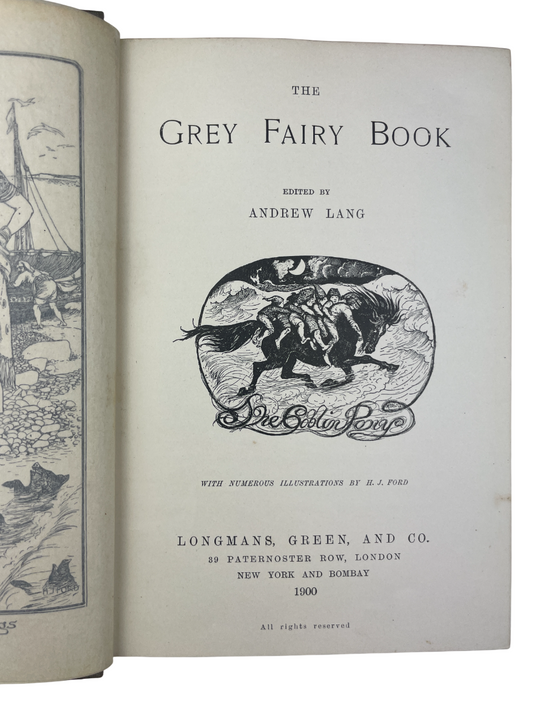 THE
GREY FAIRY BOOK
EDITED BY
ANDREW LANG
The Goblin Pony
WITH NUMEROUS ILLUSTRATIONS BY H. J. FORD
LONGMANS, GREEN, AND CO.
39 PATERNOSTER ROW, LONDON
NEW YORK AND BOMBAY
1900
All rights reserved